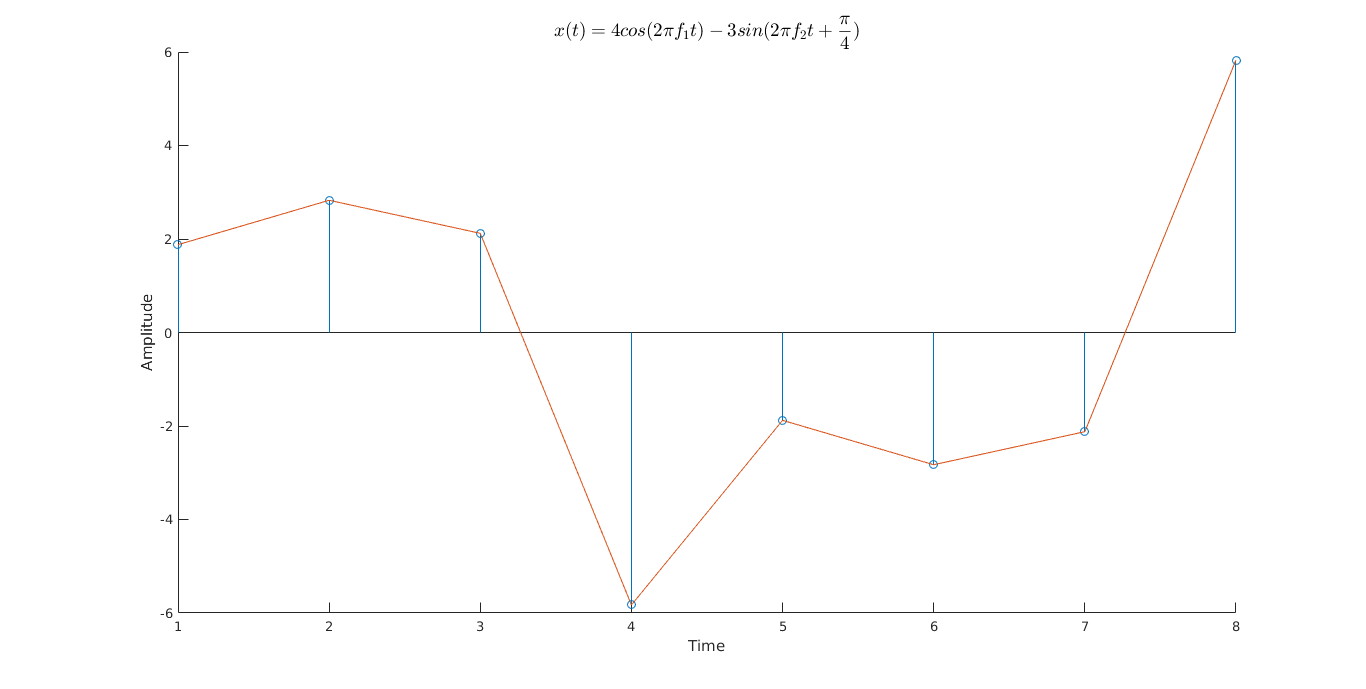 x(t) = 4cos(2πf₁t) − 3sin(2πf₂t + π/4)
6
4
2
0
-2
-4
-6
Amplitude
1 2 3 4 5 6 7 8
Time